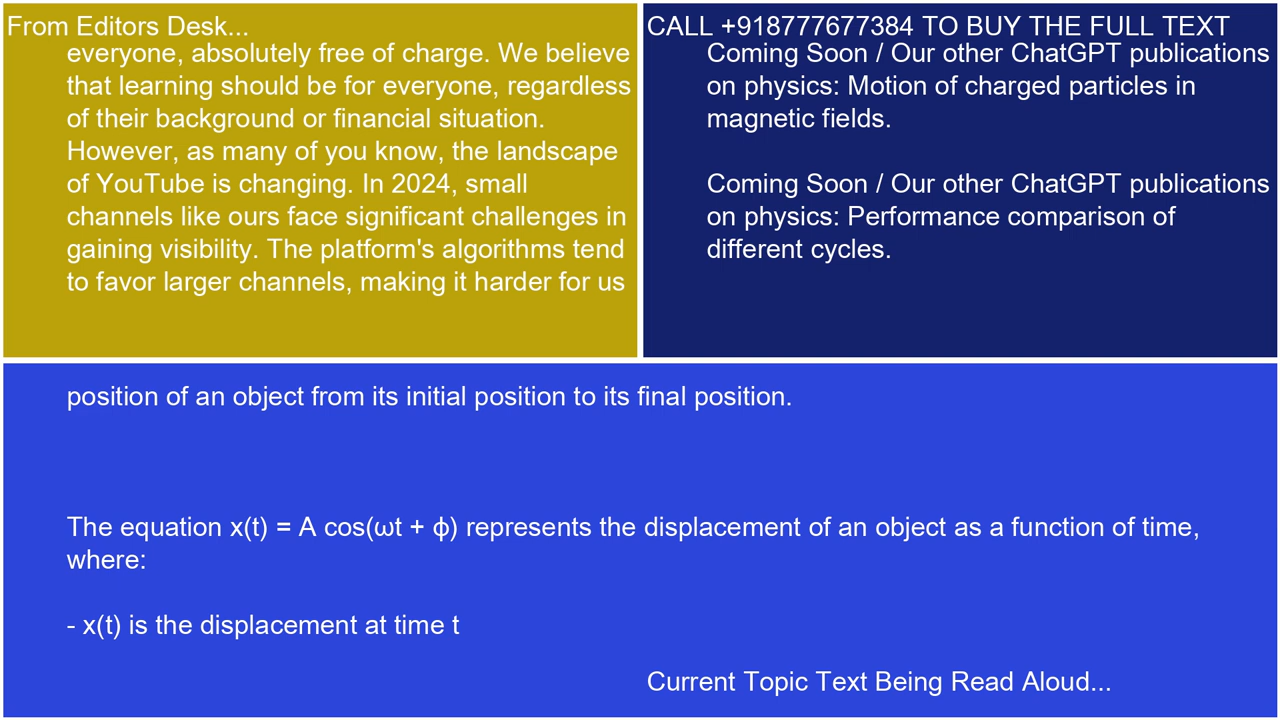 From Editors Desk...
everyone, absolutely free of charge. We believe
that learning should be for everyone, regardless
of their background or financial situation.
However, as many of you know, the landscape
of YouTube is changing. In 2024, small
channels like ours face significant challenges in
gaining visibility. The platform's algorithms tend
to favor larger channels, making it harder for us
CALL +918777677384 TO BUY THE FULL TEXT
Coming Soon / Our other ChatGPT publications
on physics: Motion of charged particles in
magnetic fields.
Coming Soon / Our other ChatGPT publications
on physics: Performance comparison of
different cycles.
position of an object from its initial position to its final position.
The equation x(t) = A cos(ωt + ϕ) represents the displacement of an object as a function of time,
where:
- x(t) is the displacement at time t
Current Topic Text Being Read Aloud...